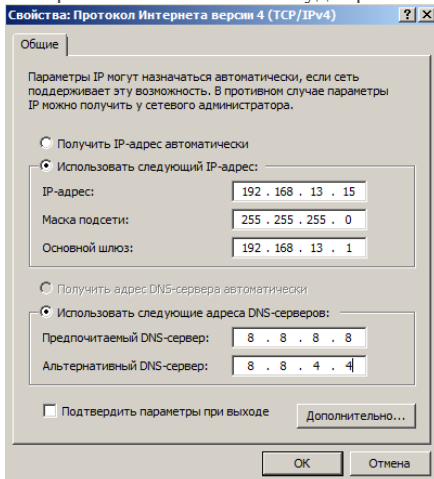 Свойства: Протокол Интернета версии 4 (TCP/IPv4)
Общие
Параметры IP могут назначаться автоматически, если сеть
поддерживает эту возможность. В противном случае параметры
IP можно получить у сетевого администратора.
Получить IP-адрес автоматически
Использовать следующий IP-адрес:
IP-адрес: 192 . 168 . 13 . 15
Маска подсети: 255 . 255 . 255 . 0
Основной шлюз: 192 . 168 . 13 . 1
Получить адрес DNS-сервера автоматически
Использовать следующие адреса DNS-серверов:
Предпочитаемый DNS-сервер: 8 . 8 . 8 . 8
Альтернативный DNS-сервер: 8 . 8 . 4 . 4
Подтвердить параметры при выходе
Дополнительно...
ОК Отмена